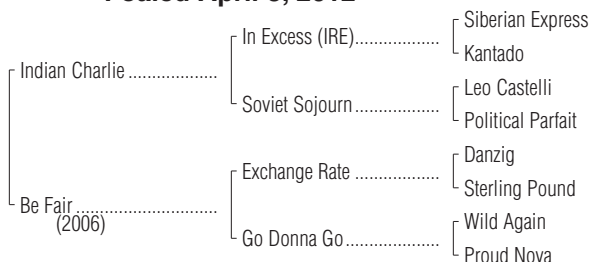 Foaled April 2012
Siberian Express
In Excess (IRE)..................
Kantado
Indian Charlie ..................
Leo Castelli
Soviet Sojourn ..................
Political Parfait
Danzig
Exchange Rate ..................
Sterling Pound
Be Fair..............................
(2006)
Wild Again
Go Donna Go....................
Proud Nova